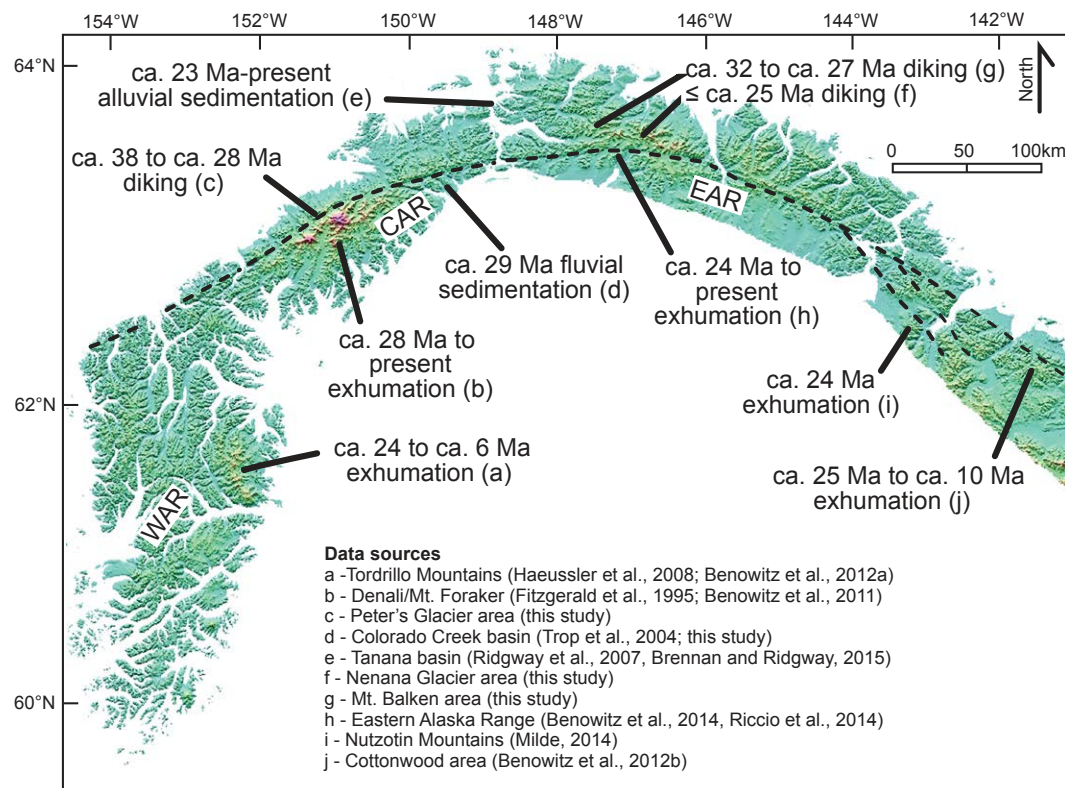 154°W
152°W
150°W
148°W
146°W
144°W
142°W
64°N
62°N
60°N
North
0 50 100km
ca. 23 Ma-present
alluvial sedimentation (e)
ca. 32 to ca. 27 Ma diking (g)
≤ ca. 25 Ma diking (f)
ca. 38 to ca. 28 Ma
diking (c)
CAR
EAR
WAR
ca. 29 Ma fluvial
sedimentation (d)
ca. 24 Ma to
present
exhumation (h)
ca. 28 Ma to
present
exhumation (b)
ca. 24 Ma
exhumation (i)
ca. 24 to ca. 6 Ma
exhumation (a)
ca. 25 Ma to ca. 10 Ma
exhumation (j)
Data sources
a -Tordrillo Mountains (Haeussler et al., 2008; Benowitz et al., 2012a)
b - Denali/Mt. Foraker (Fitzgerald et al., 1995; Benowitz et al., 2011)
c - Peter's Glacier area (this study)
d - Colorado Creek basin (Trop et al., 2004; this study)
e - Tanana basin (Ridgway et al., 2007, Brennan and Ridgway, 2015)
f - Nenana Glacier area (this study)
g - Mt. Balken area (this study)
h - Eastern Alaska Range (Benowitz et al., 2014, Riccio et al., 2014)
i - Nutzotin Mountains (Milde, 2014)
j - Cottonwood area (Benowitz et al., 2012b)